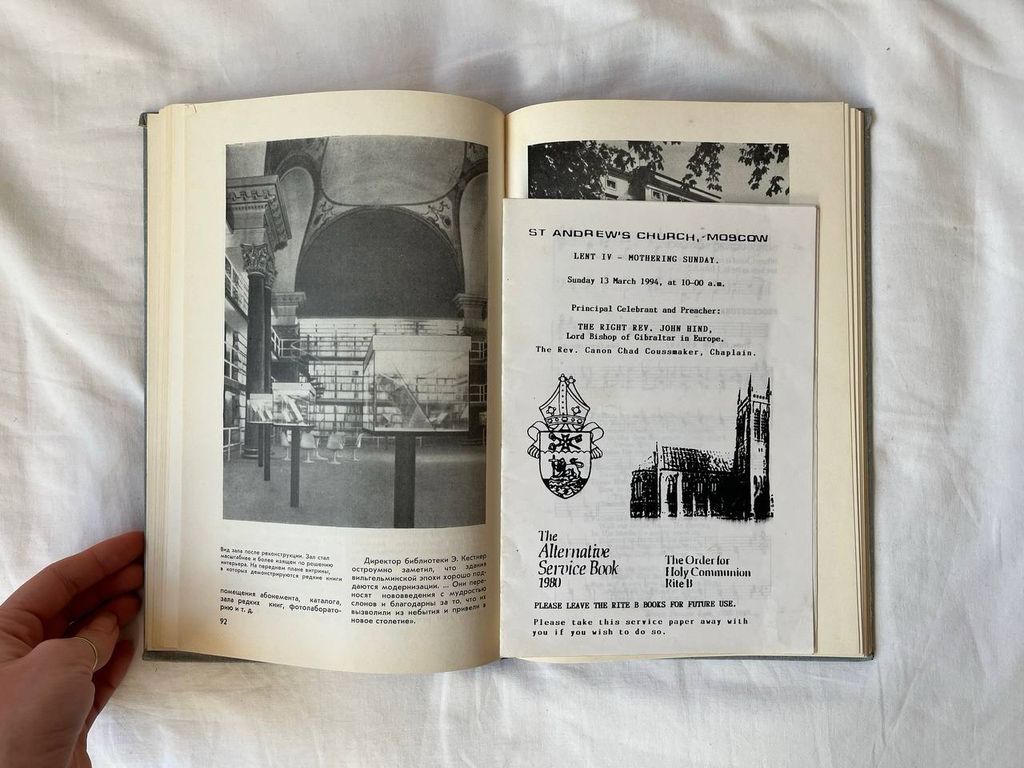 Вид зала после реконструкции. Зал стал
масштабнее и более изящен по решению
интерьера. На переднем плане витрины,
в которых демонстрируются редкие книги
помещения абонемента, каталога,
зала редких книг, фотолаборато-
рию и т. д.
92
Директор библиотеки Э. Кестнер
остроумно заметил, что здания
вильгельминской эпохи хорошо под-
даются модернизации. ... Они пере-
носят нововведения с мудростью
слонов и благодарны за то, что их
вызволили из небытия и привели в
новое столетие».
ST ANDREW'S CHURCH, MOSCOW
LENT IV - MOTHERING SUNDAY.
Sunday 13 March 1994, at 10-00 a.m.
Principal Celebrant and Preacher:
THE RIGHT REV. JOHN HIND,
Lord Bishop of Gibraltar in Europe.
The Rev. Canon Chad Coussmaker, Chaplain.
The
Alternative
Service Book
1980
The Order for
Holy Communion
Rite B
PLEASE LEAVE THE RITE B BOOKS FOR FUTURE USE.
Please take this service paper away with
you if you wish to do so.